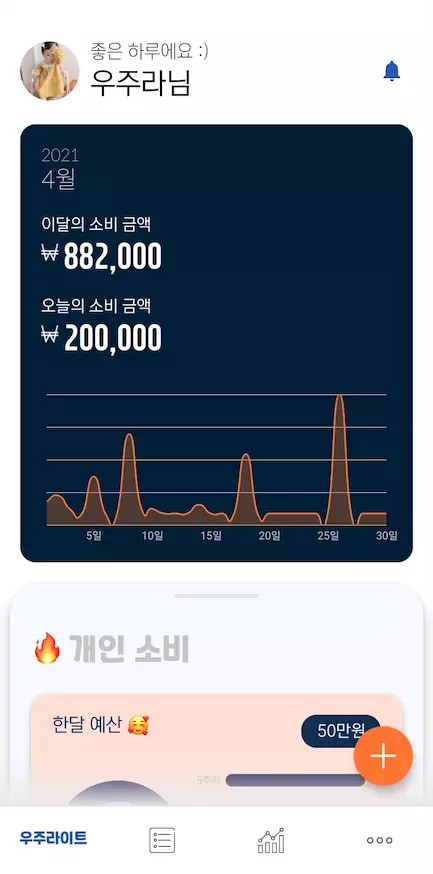 좋은 하루에요 :)
우주라님
2021
4월
이달의 소비 금액
₩ 882,000
오늘의 소비 금액
₩ 200,000
5일 10일 15일 20일 25일 30일
🔥 개인 소비
한달 예산 🥰 50만원
5주차
우주라이트